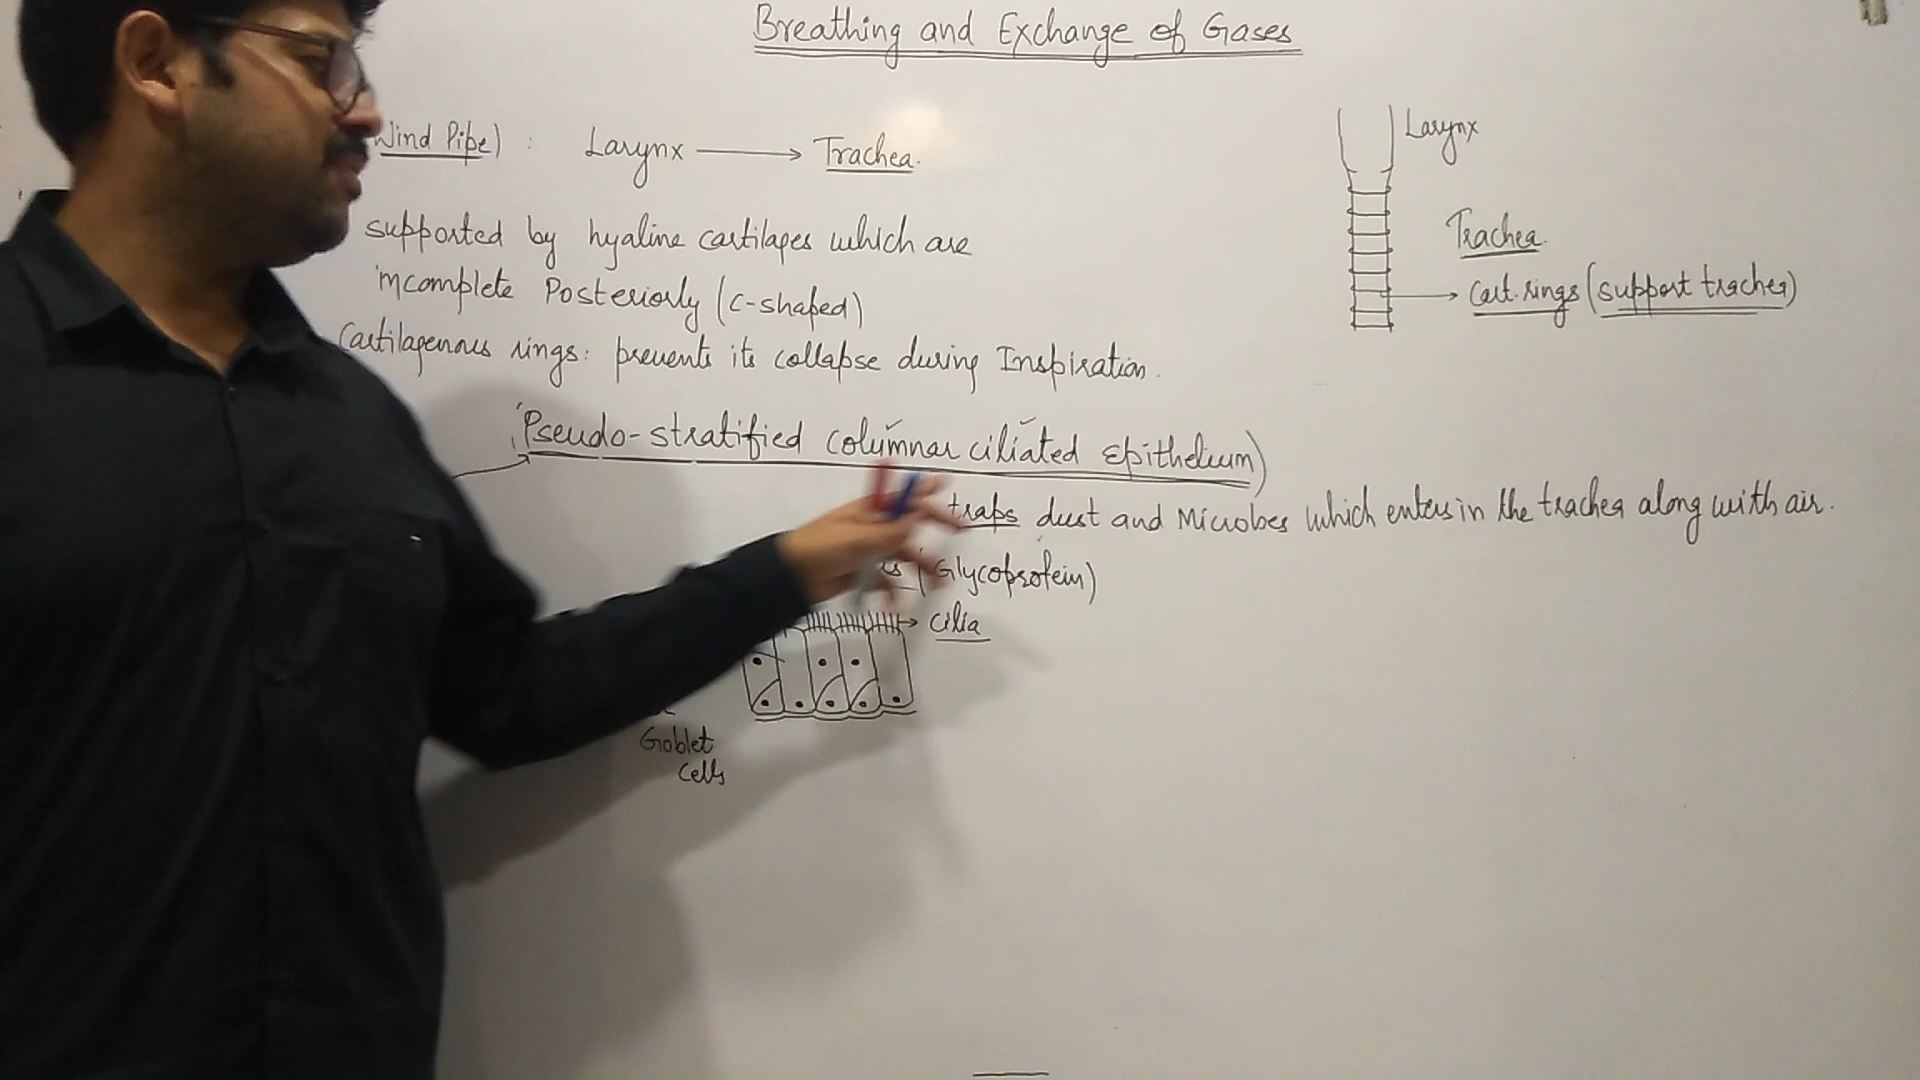 Breathing and Exchange of Gases
Wind Pipe) : Larynx → Trachea.
supported by hyaline cartilages which are
incomplete Posteriorly (C-shaped)
Cartilagenous rings: prevents its collapse during Inspiration.
(Pseudo-stratified columnar ciliated Epithelium)
traps dust and Microbes which enters in the trachea along with air.
(Glycoprotein)
cilia
Goblet
cells
Larynx
Trachea.
Cart. rings (support trachea)